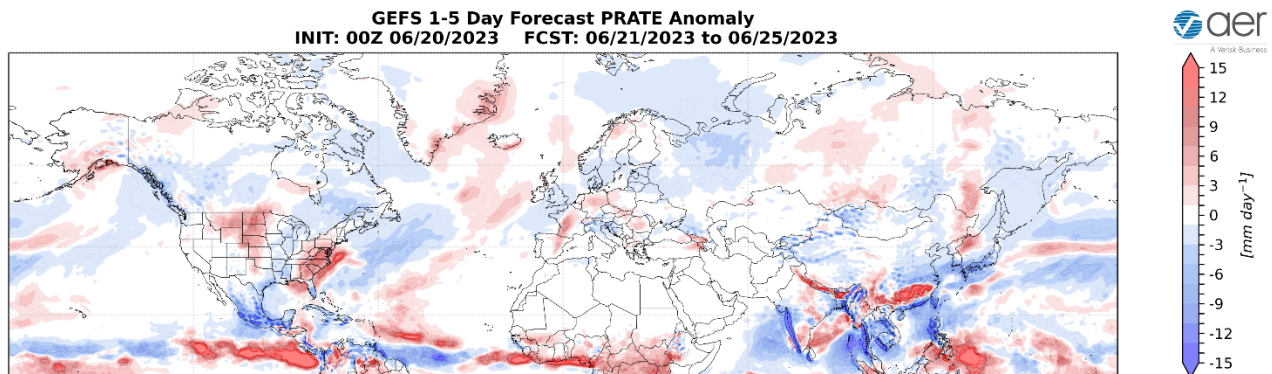 GEFS 1-5 Day Forecast PRATE Anomaly
INIT: 00Z 06/20/2023 FCST: 06/21/2023 to 06/25/2023
aer
A Verisk Business
15
12
9
6
3
0
-3
-6
-9
-12
-15
[mm day⁻¹]